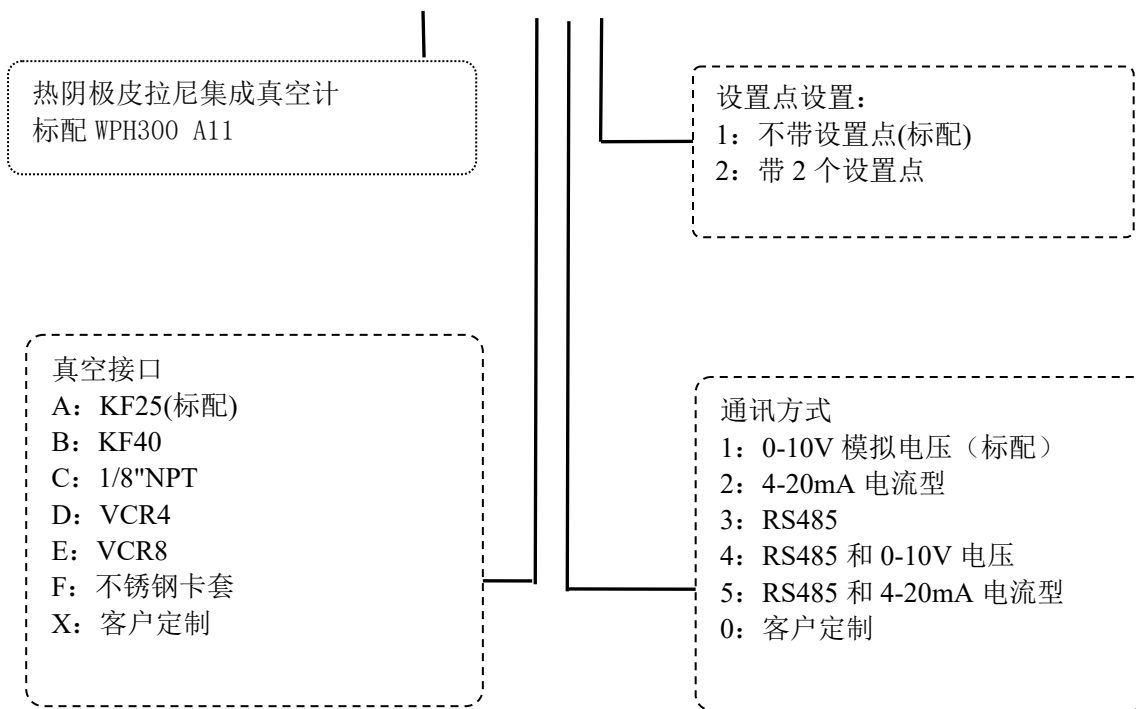 热阴极皮拉尼集成真空计
标配 WPH300 A11
设置点设置：
1：不带设置点(标配)
2：带 2 个设置点
真空接口
A：KF25(标配)
B：KF40
C：1/8"NPT
D：VCR4
E：VCR8
F：不锈钢卡套
X：客户定制
通讯方式
1：0-10V 模拟电压（标配）
2：4-20mA 电流型
3：RS485
4：RS485 和 0-10V 电压
5：RS485 和 4-20mA 电流型
0：客户定制